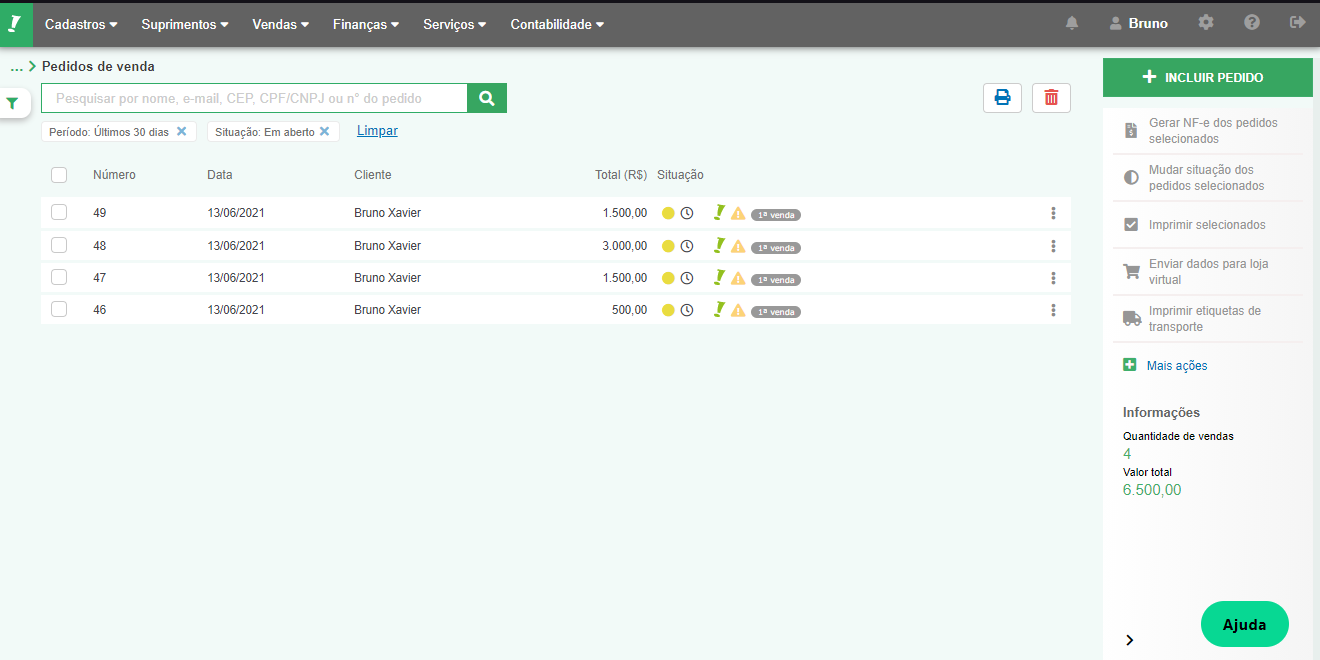 Cadastros Suprimentos Vendas Finanças Serviços Contabilidade Bruno
... Pedidos de venda
Pesquisar por nome, e-mail, CEP, CPF/CNPJ ou n° do pedido
Período: Últimos 30 dias Situação: Em aberto Limpar
Número Data Cliente Total (R$) Situação
49 13/06/2021 Bruno Xavier 1.500,00 1ª venda
48 13/06/2021 Bruno Xavier 3.000,00 1ª venda
47 13/06/2021 Bruno Xavier 1.500,00 1ª venda
46 13/06/2021 Bruno Xavier 500,00 1ª venda
INCLUIR PEDIDO
Gerar NF-e dos pedidos
selecionados
Mudar situação dos
pedidos selecionados
Imprimir selecionados
Enviar dados para loja
virtual
Imprimir etiquetas de
transporte
Mais ações
Informações
Quantidade de vendas
4
Valor total
6.500,00
Ajuda